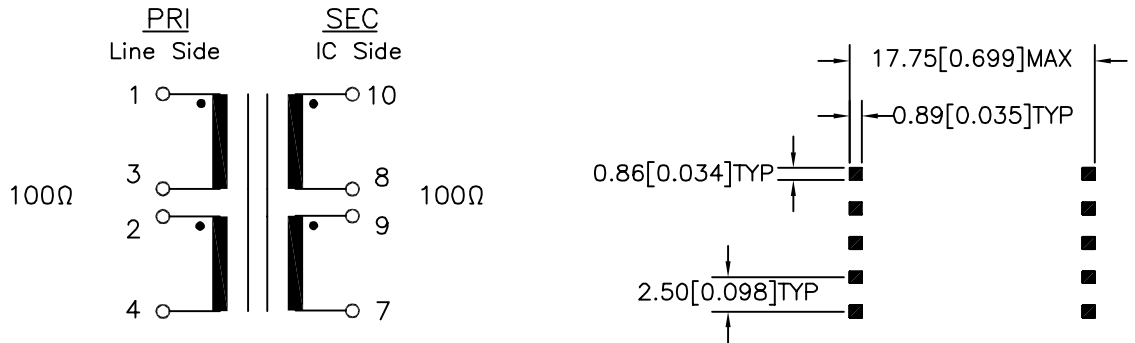 PRI
Line Side
SEC
IC Side
1
10
3
8
100Ω
100Ω
2
9
4
7
17.75[0.699]MAX
0.89[0.035]TYP
0.86[0.034]TYP
2.50[0.098]TYP